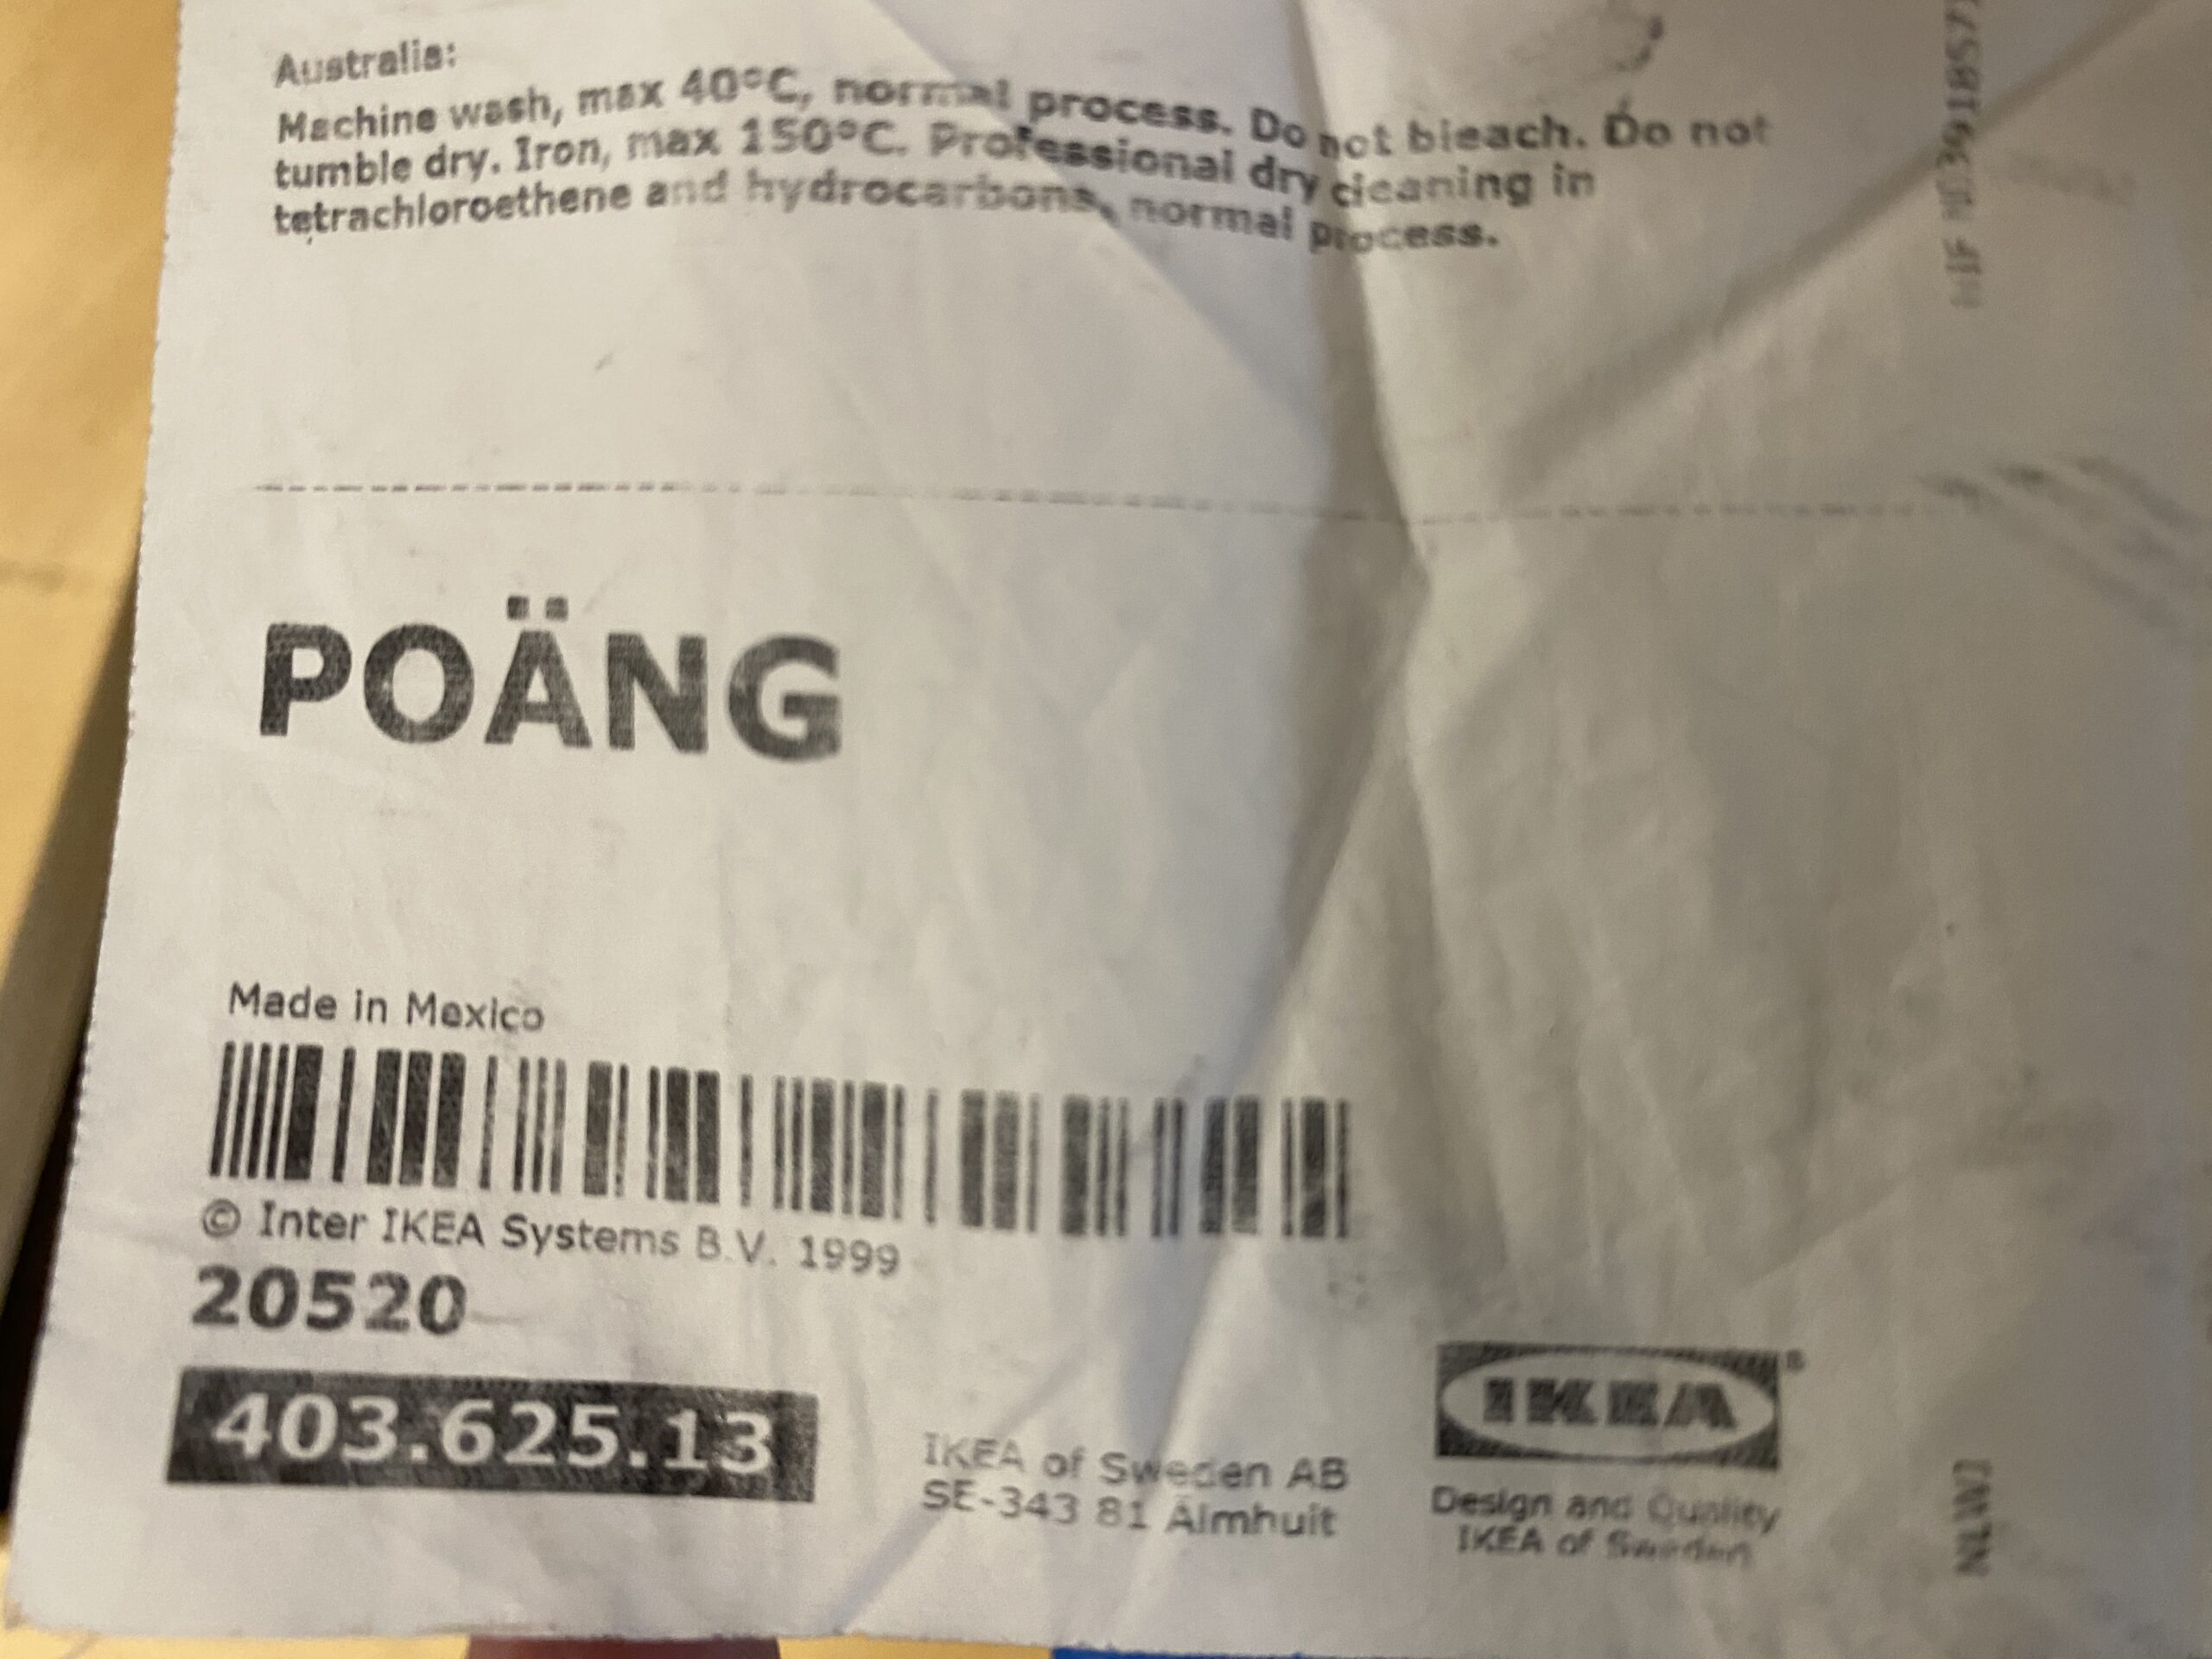 Australia:
Machine wash, max 40°C, normal process. Do not bleach. Do not
tumble dry. Iron, max 150°C. Professional dry cleaning in
tetrachloroethene and hydrocarbons, normal process.
POÄNG
Made in Mexico
© Inter IKEA Systems B.V. 1999
20520
403.625.13
IKEA of Sweden AB
SE-343 81 Älmhult
IKEA®
Design and Quality
IKEA of Sweden